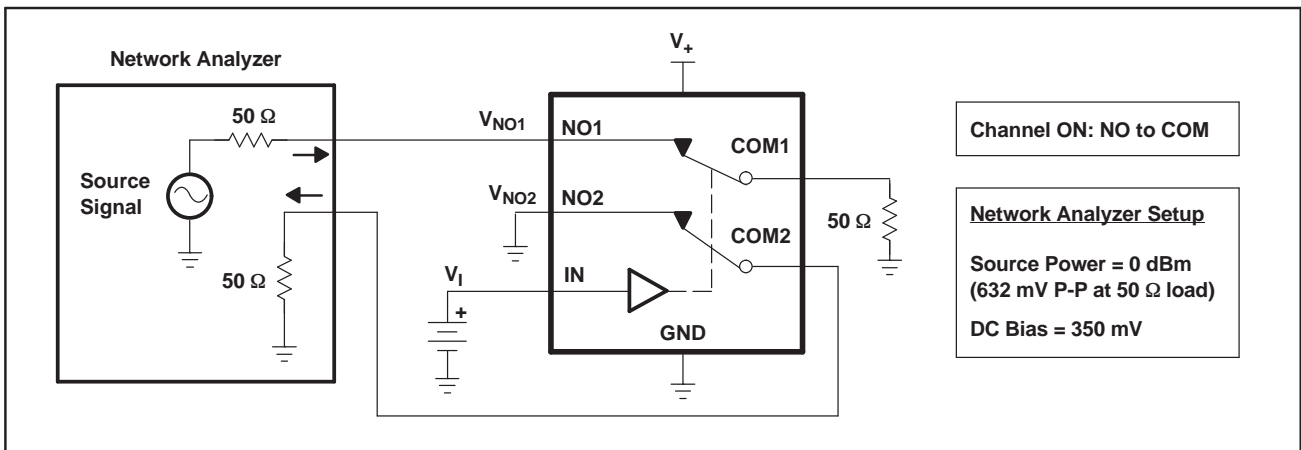 Network Analyzer
50 Ω
Source
Signal
50 Ω
V+
VNO1
NO1
COM1
VNO2
NO2
COM2
50 Ω
VI
IN
+
GND
Channel ON: NO to COM
Network Analyzer Setup
Source Power = 0 dBm
(632 mV P-P at 50 Ω load)
DC Bias = 350 mV